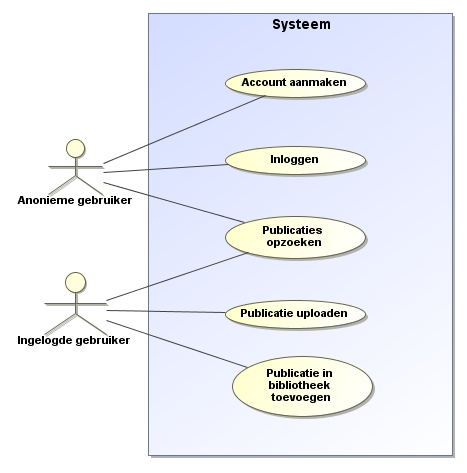 Systeem
Account aanmaken
Inloggen
Anonieme gebruiker
Publicaties
opzoeken
Publicatie uploaden
Ingelogde gebruiker
Publicatie in
bibliotheek
toevoegen